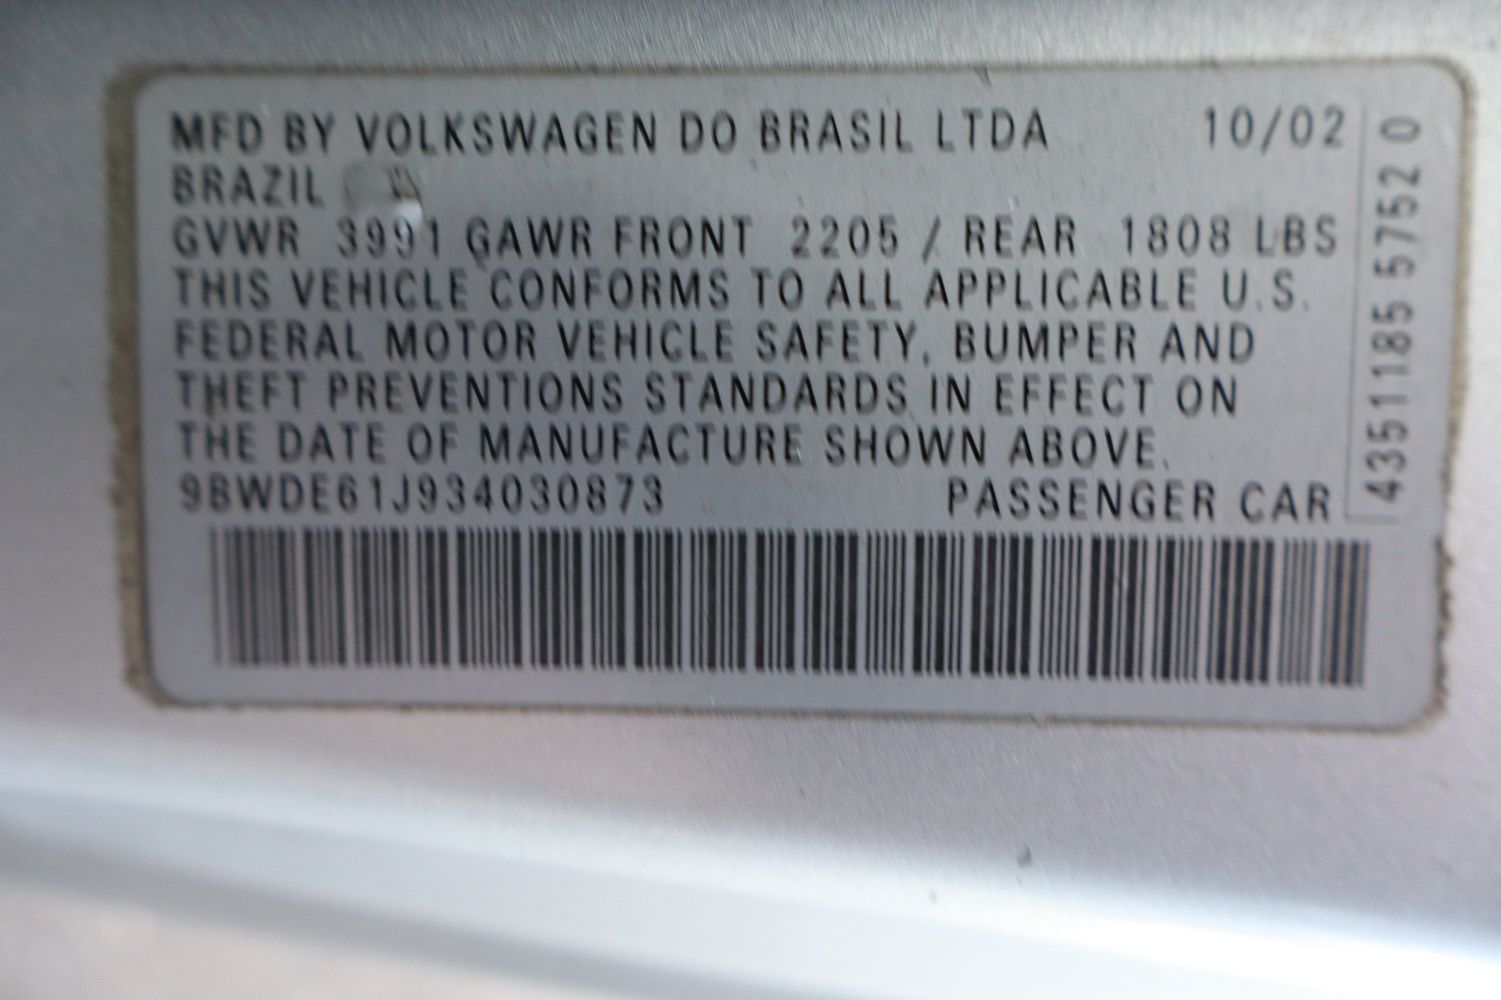 MFD BY VOLKSWAGEN DO BRASIL LTDA 10/02
BRAZIL
GVWR 3991 GAWR FRONT 2205 / REAR 1808 LBS
THIS VEHICLE CONFORMS TO ALL APPLICABLE U.S.
FEDERAL MOTOR VEHICLE SAFETY, BUMPER AND
THEFT PREVENTIONS STANDARDS IN EFFECT ON
THE DATE OF MANUFACTURE SHOWN ABOVE.
9BWDE61J934030873 PASSENGER CAR
4351185 5752 0